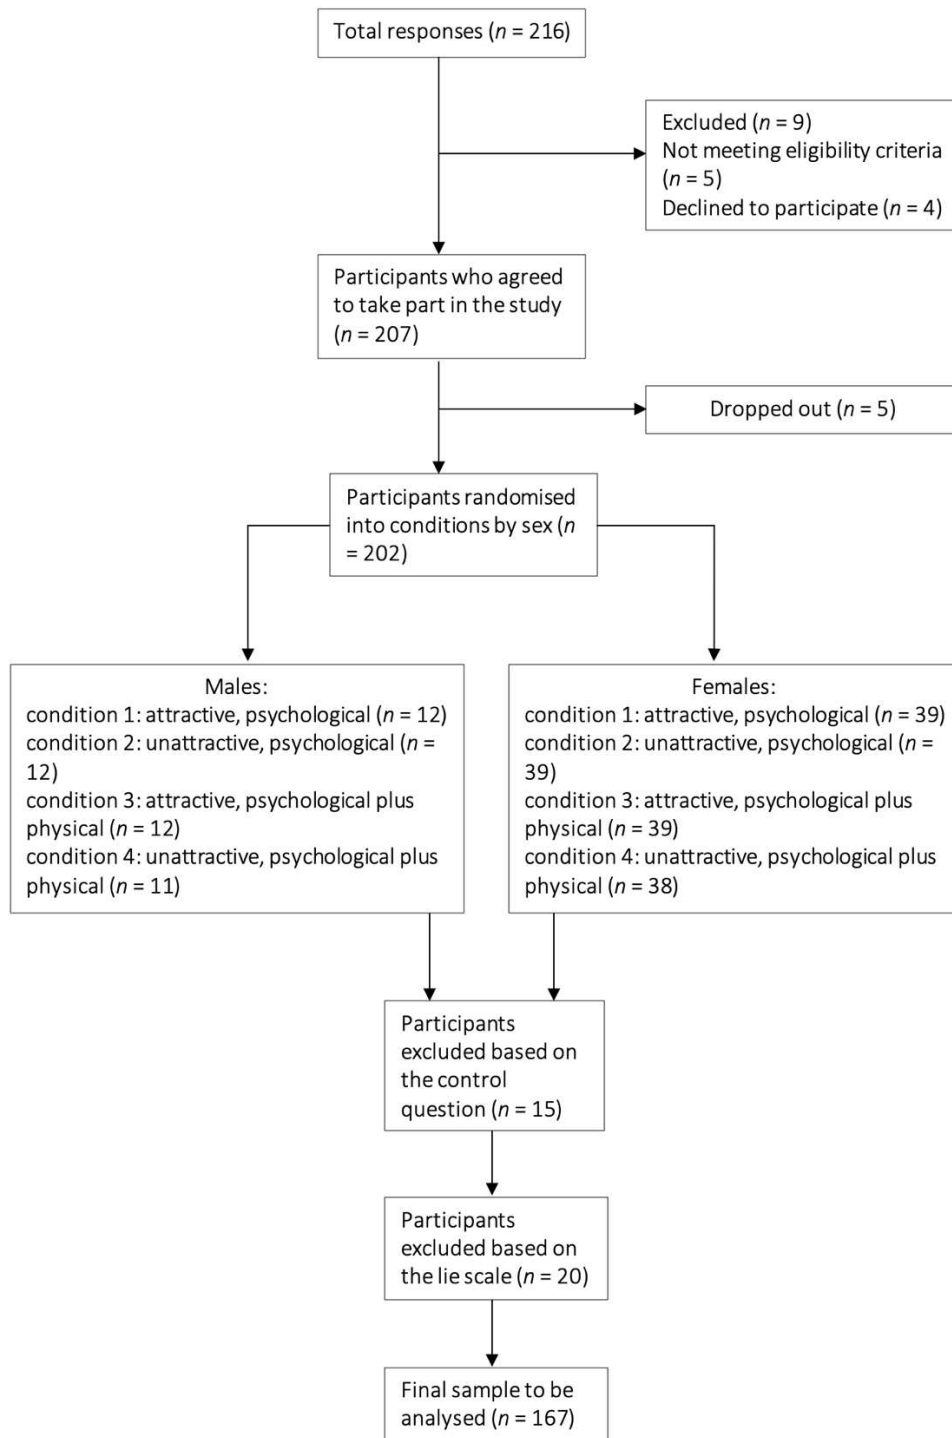 Total responses (n = 216)
Excluded (n = 9)
Not meeting eligibility criteria
(n = 5)
Declined to participate (n = 4)
Participants who agreed
to take part in the study
(n = 207)
Dropped out (n = 5)
Participants randomised
into conditions by sex (n
= 202)
Males:
condition 1: attractive, psychological (n = 12)
condition 2: unattractive, psychological (n =
12)
condition 3: attractive, psychological plus
physical (n = 12)
condition 4: unattractive, psychological plus
physical (n = 11)
Females:
condition 1: attractive, psychological (n = 39)
condition 2: unattractive, psychological (n =
39)
condition 3: attractive, psychological plus
physical (n = 39)
condition 4: unattractive, psychological plus
physical (n = 38)
Participants
excluded based on
the control
question (n = 15)
Participants
excluded based on
the lie scale (n = 20)
Final sample to be
analysed (n = 167)